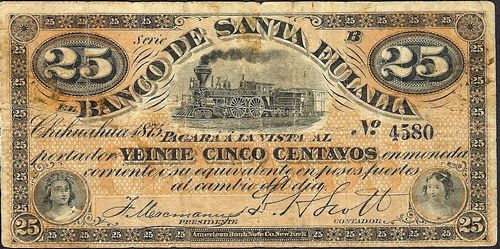 Serie B
25 25
EL BANCO DE SANTA EULALIA
Chihuahua 1875 No 4580
PAGARÁ Á LA VISTA AL
portador VEINTE CINCO CENTAVOS en moneda
corriente o su equivalente en pesos fuertes
al cambio del dia
PRESIDENTE CONTADOR
25 25
American Bank Note Co. New York